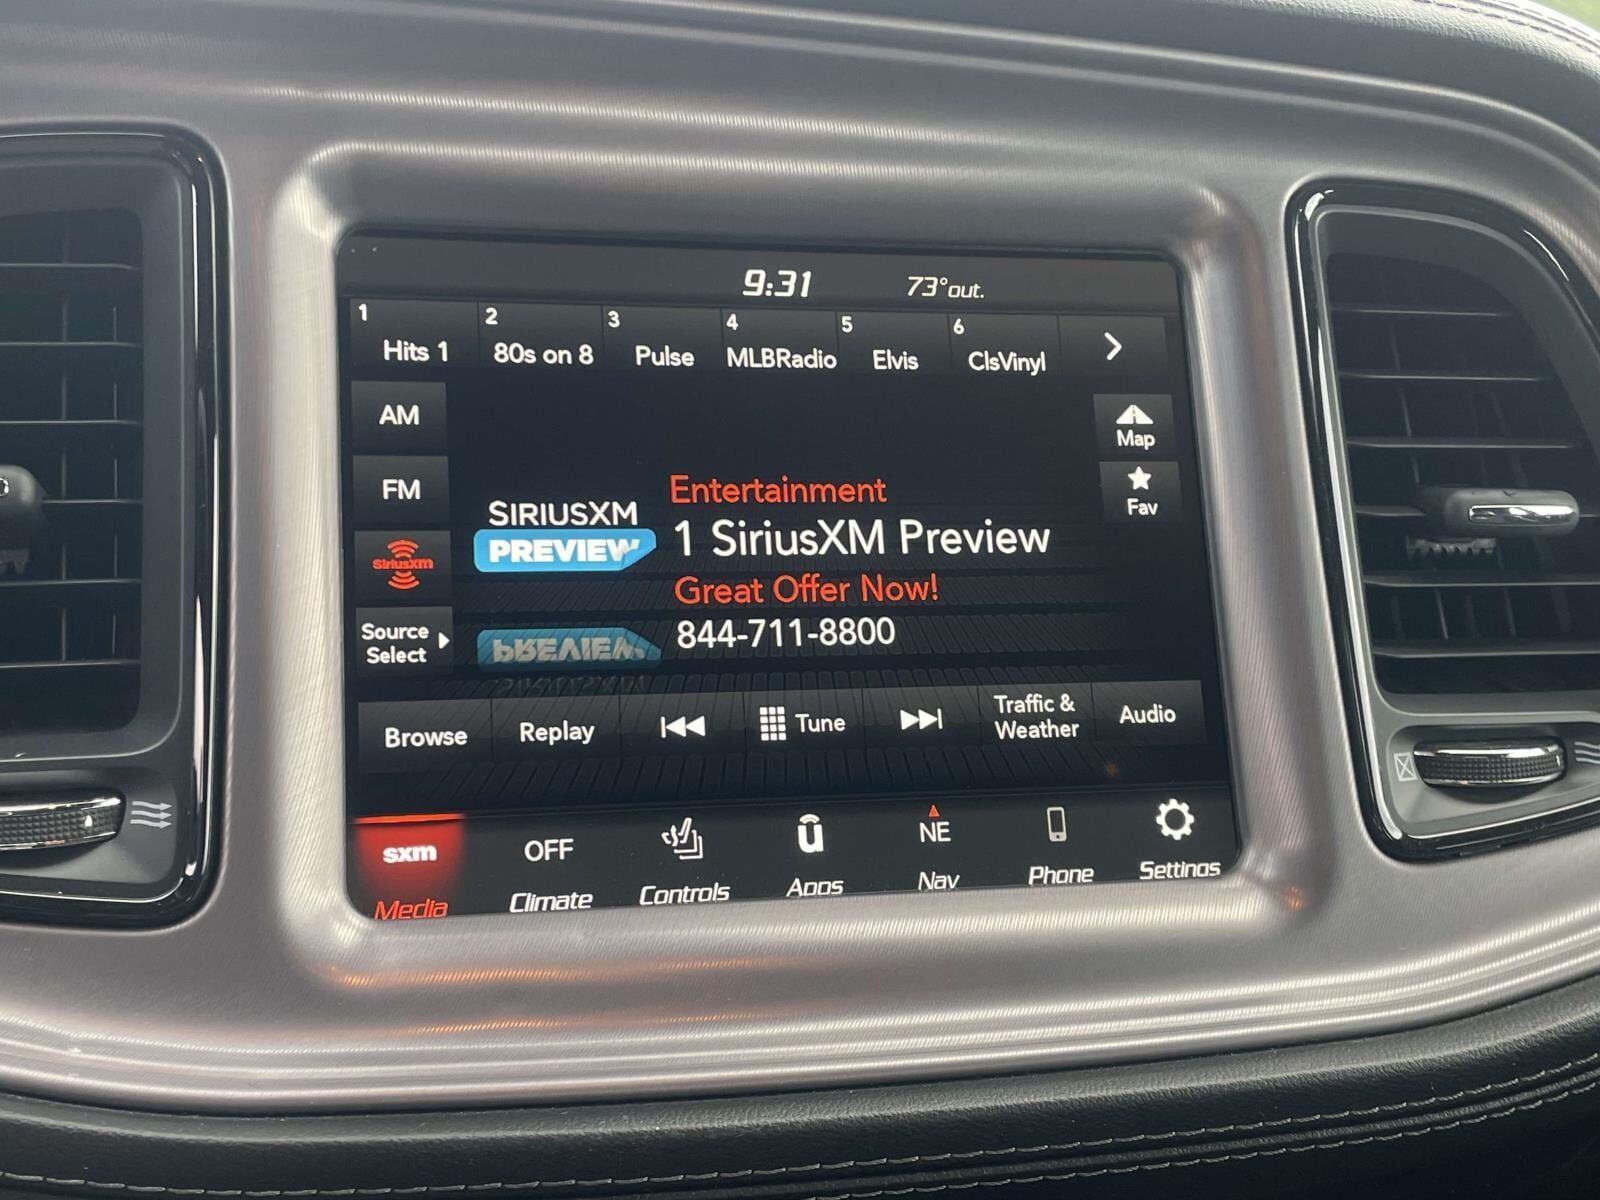 9:31 73°out.
1 2 3 4 5 6
Hits 1 80s on 8 Pulse MLBRadio Elvis ClsVinyl
AM
Map
FM
Fav
Entertainment
SIRIUSXM
PREVIEW
1 SiriusXM Preview
Great Offer Now!
844-711-8800
SiriusXM
Source
Select
Browse Replay Tune Traffic & Weather Audio
sxm OFF NE
Media Climate Controls Apps Nav Phone Settings